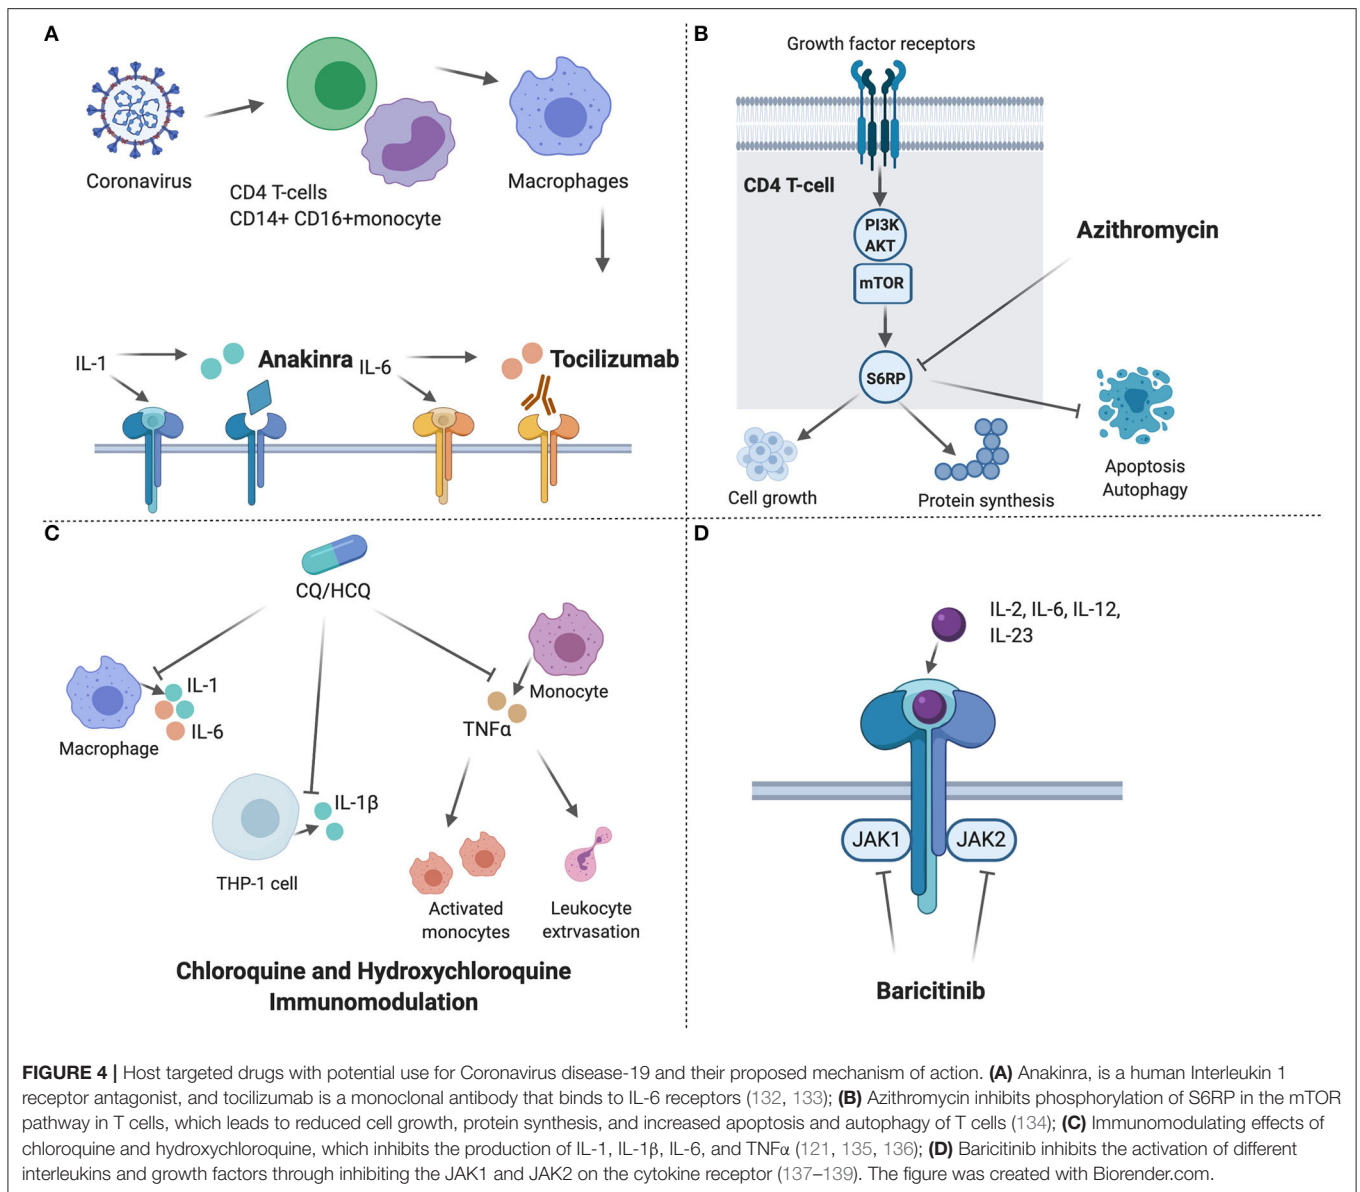 A
Coronavirus
CD4 T-cells
CD14+ CD16+monocyte
Macrophages
IL-1
Anakinra
IL-6
Tocilizumab
B
Growth factor receptors
CD4 T-cell
PI3K
AKT
mTOR
S6RP
Azithromycin
Cell growth
Protein synthesis
Apoptosis
Autophagy
C
CQ/HCQ
Macrophage
IL-1
IL-6
THP-1 cell
IL-1β
Monocyte
TNFα
Activated
monocytes
Leukocyte
extrvasation
Chloroquine and Hydroxychloroquine
Immunomodulation
D
IL-2, IL-6, IL-12,
IL-23
JAK1
JAK2
Baricitinib
FIGURE 4 | Host targeted drugs with potential use for Coronavirus disease-19 and their proposed mechanism of action. (A) Anakinra, is a human Interleukin 1
receptor antagonist, and tocilizumab is a monoclonal antibody that binds to IL-6 receptors (132, 133); (B) Azithromycin inhibits phosphorylation of S6RP in the mTOR
pathway in T cells, which leads to reduced cell growth, protein synthesis, and increased apoptosis and autophagy of T cells (134); (C) Immunomodulating effects of
chloroquine and hydroxychloroquine, which inhibits the production of IL-1, IL-1β, IL-6, and TNFα (121, 135, 136); (D) Baricitinib inhibits the activation of different
interleukins and growth factors through inhibiting the JAK1 and JAK2 on the cytokine receptor (137–139). The figure was created with Biorender.com.